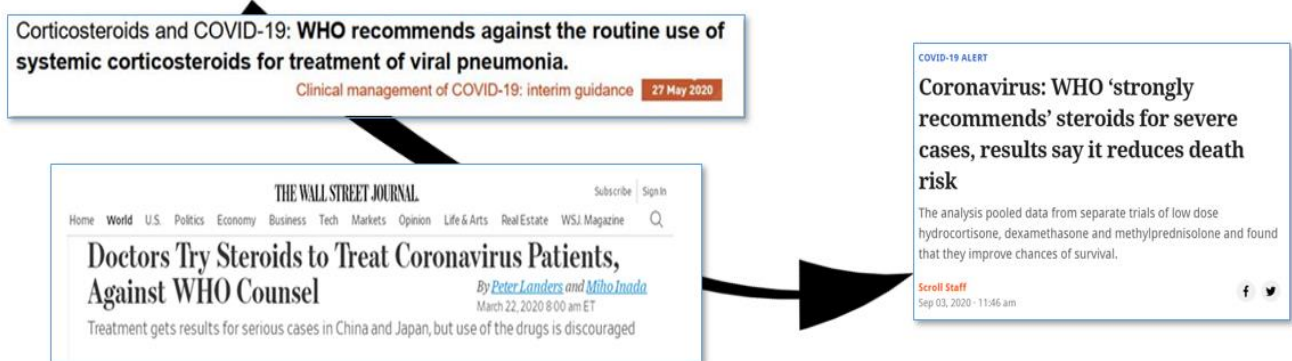 Corticosteroids and COVID-19: WHO recommends against the routine use of
systemic corticosteroids for treatment of viral pneumonia.
Clinical management of COVID-19: interim guidance 27 May 2020
THE WALL STREET JOURNAL.
Subscribe Sign In
Home World U.S. Politics Economy Business Tech Markets Opinion Life & Arts Real Estate WSJ. Magazine
Doctors Try Steroids to Treat Coronavirus Patients,
Against WHO Counsel
By Peter Landers and Miho Inada
March 22, 2020 8:00 am ET
Treatment gets results for serious cases in China and Japan, but use of the drugs is discouraged
COVID-19 ALERT
Coronavirus: WHO ‘strongly
recommends’ steroids for severe
cases, results say it reduces death
risk
The analysis pooled data from separate trials of low dose
hydrocortisone, dexamethasone and methylprednisolone and found
that they improve chances of survival.
Scroll Staff
Sep 03, 2020 · 11:46 am